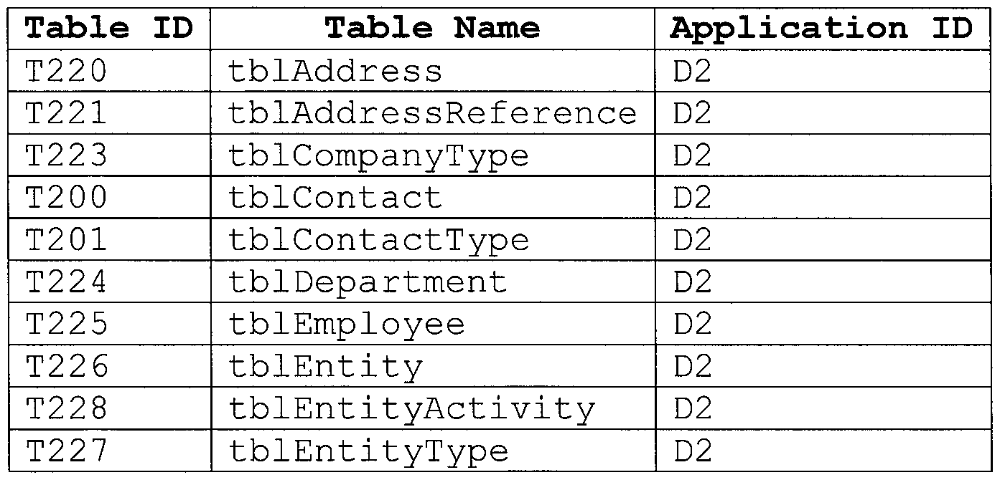 Table ID Table Name Application ID
T220 tblAddress D2
T221 tblAddressReference D2
T223 tblCompanyType D2
T200 tblContact D2
T201 tblContactType D2
T224 tblDepartment D2
T225 tblEmployee D2
T226 tblEntity D2
T228 tblEntityActivity D2
T227 tblEntityType D2